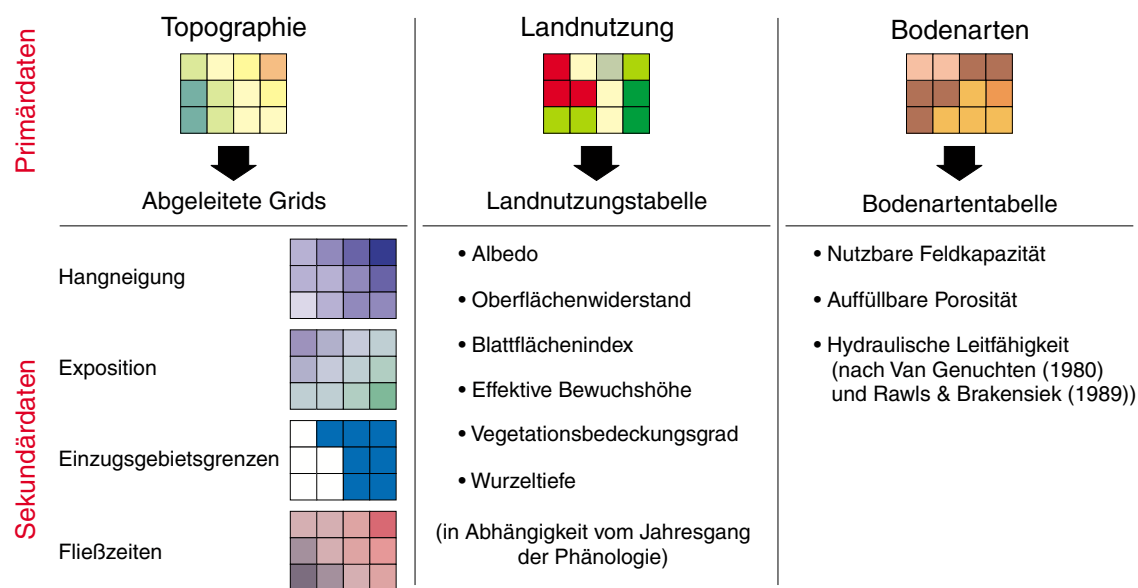 Primärdaten
Topographie
Abgeleitete Grids
Landnutzung
Landnutzungstabelle
Bodenarten
Bodenartentabelle
Sekundärdaten
Hangneigung
Exposition
Einzugsgebietsgrenzen
Fließzeiten
• Albedo
• Oberflächenwiderstand
• Blattflächenindex
• Effektive Bewuchshöhe
• Vegetationsbedeckungsgrad
• Wurzeltiefe
(in Abhängigkeit vom Jahresgang
der Phänologie)
• Nutzbare Feldkapazität
• Auffüllbare Porosität
• Hydraulische Leitfähigkeit
(nach Van Genuchten (1980)
und Rawls & Brakensiek (1989))